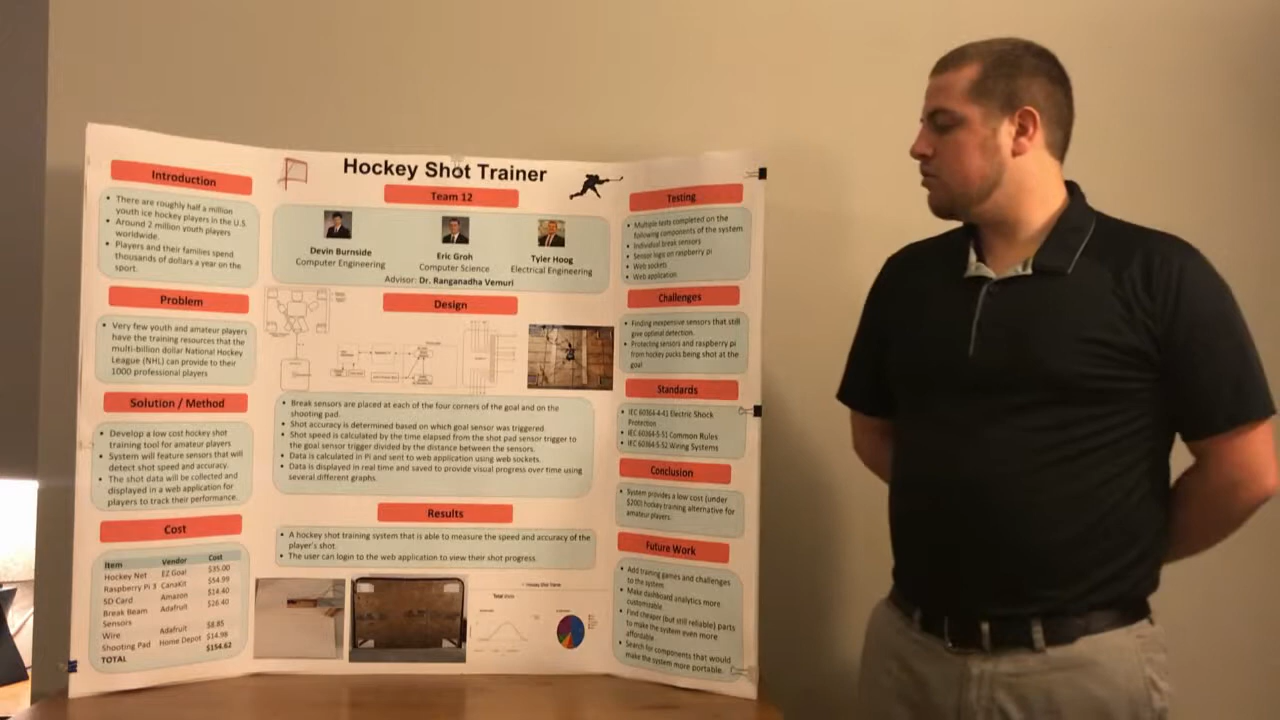 Hockey Shot Trainer
Team 12
Devin Burnside
Computer Engineering
Eric Groh
Computer Science
Tyler Hoog
Electrical Engineering
Advisor: Dr. Ranganadha Vemuri
Introduction
• There are roughly half a million
youth ice hockey players in the U.S.
• Around 2 million youth players
worldwide.
• Players and their families spend
thousands of dollars a year on the
sport.
Problem
• Very few youth and amateur players
have the training resources that the
multi-billion dollar National Hockey
League (NHL) can provide to their
1000 professional players
Solution / Method
• Develop a low cost hockey shot
training tool for amateur players
• System will feature sensors that will
detect shot speed and accuracy.
• The shot data will be collected and
displayed in a web application for
players to track their performance.
Cost
Item Vendor Cost
Hockey Net EZ Goal $35.00
Raspberry Pi 3 CanaKit $54.99
SD Card Amazon $14.40
Break Beam Adafruit $26.40
Sensors
Wire Adafruit $8.85
Shooting Pad Home Depot $14.98
TOTAL $154.62
Design
• Break sensors are placed at each of the four corners of the goal and on the
shooting pad.
• Shot accuracy is determined based on which goal sensor was triggered
• Shot speed is calculated by the time elapsed from the shot pad sensor trigger to
the goal sensor trigger divided by the distance between the sensors.
• Data is calculated in Pi and sent to web application using web sockets.
• Data is displayed in real time and saved to provide visual progress over time using
several different graphs.
Results
• A hockey shot training system that is able to measure the speed and accuracy of the
player's shot.
• The user can login to the web application to view their shot progress.
Total Shots
Testing
• Multiple tests completed on the
following components of the system
• Individual break sensors
• Sensor logs on raspberry pi
• Web sockets
• Web application
Challenges
• Finding inexpensive sensors that still
give optimal detection.
• Protecting sensors and raspberry pi
from hockey pucks being shot at the
goal
Standards
• IEC 60364-4-41 Electric Shock
Protection
• IEC 60364-5-51 Common Rules
• IEC 60364-5-52 Wiring Systems
Conclusion
• System provides a low cost (under
$200) hockey training alternative for
amateur players.
Future Work
• Add training games and challenges
to the system.
• Make dashboard analytics more
customizable.
• Find cheaper (but still reliable) parts
to make the system even more
affordable.
• Search for components that would
make the system more portable.